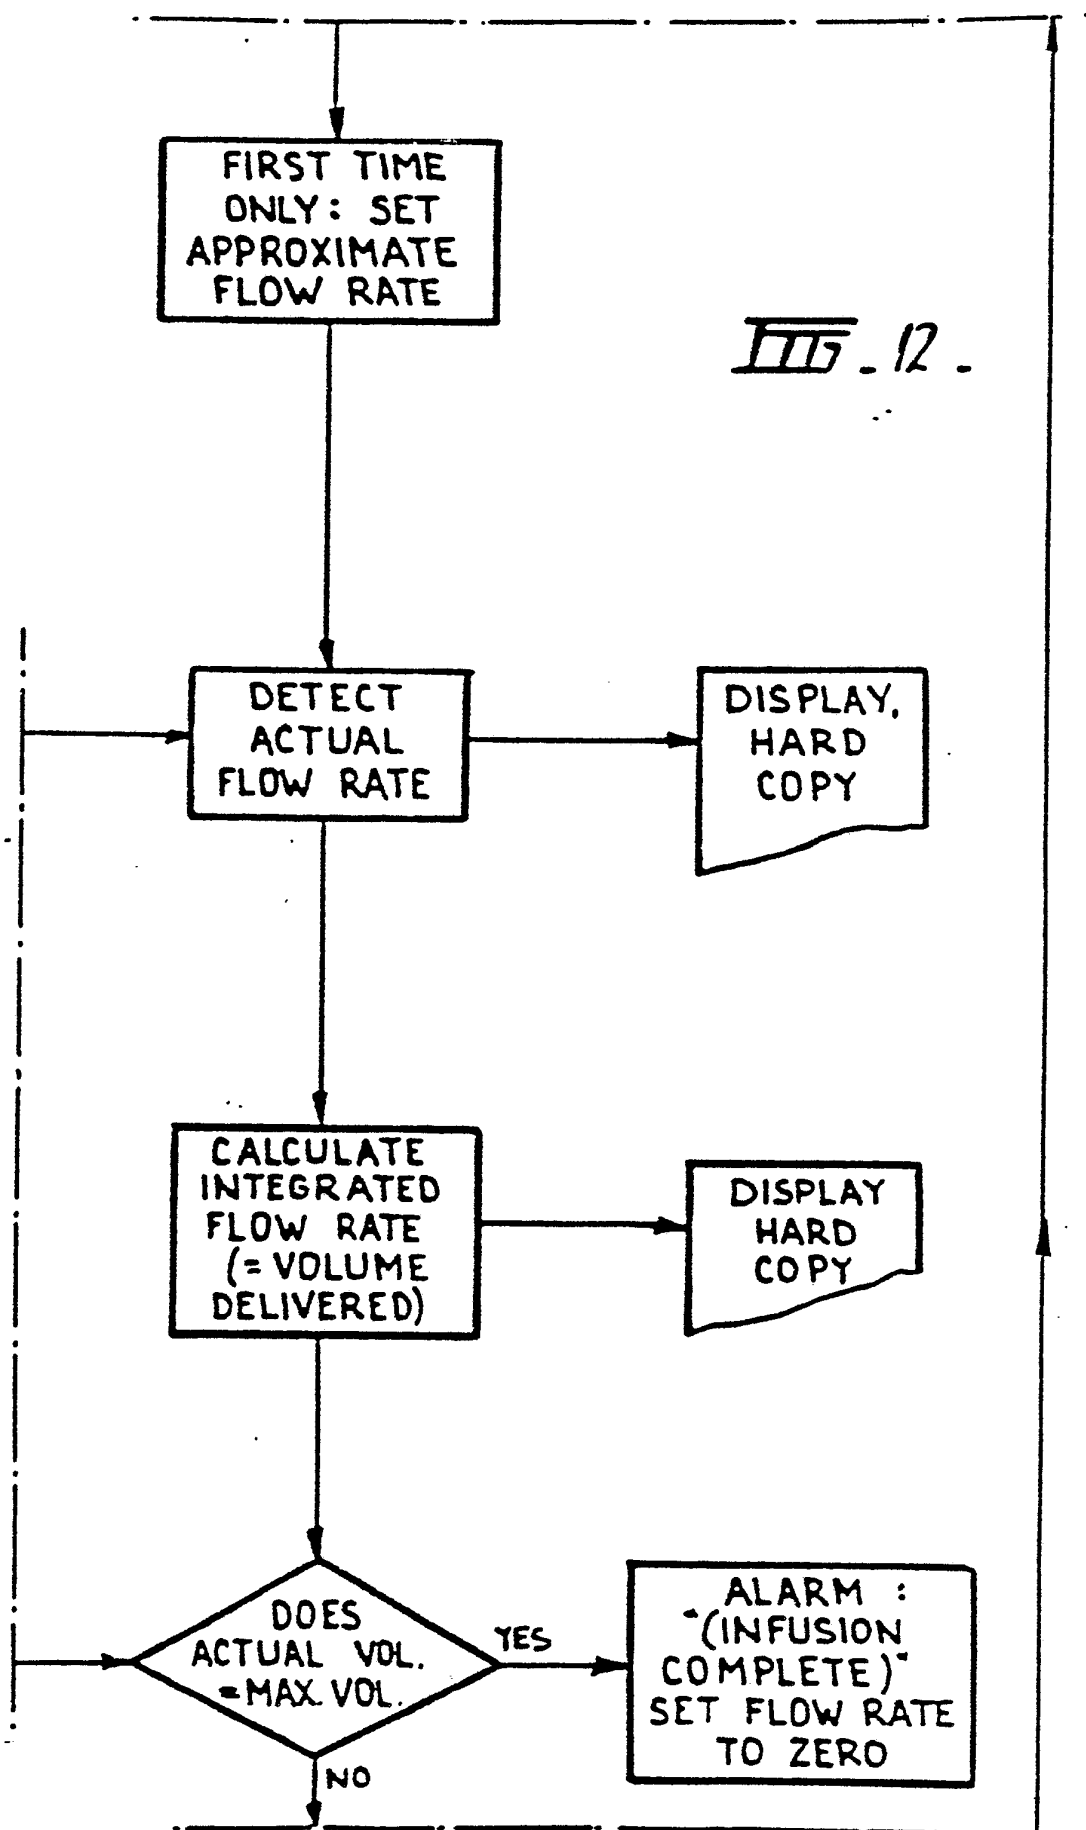 FIRST TIME
ONLY: SET
APPROXIMATE
FLOW RATE
FIG. 12.
DETECT
ACTUAL
FLOW RATE
DISPLAY,
HARD
COPY
CALCULATE
INTEGRATED
FLOW RATE
(= VOLUME
DELIVERED)
DISPLAY
HARD
COPY
DOES
ACTUAL VOL.
=MAX. VOL.
YES
ALARM :
"(INFUSION
COMPLETE)"
SET FLOW RATE
TO ZERO
NO